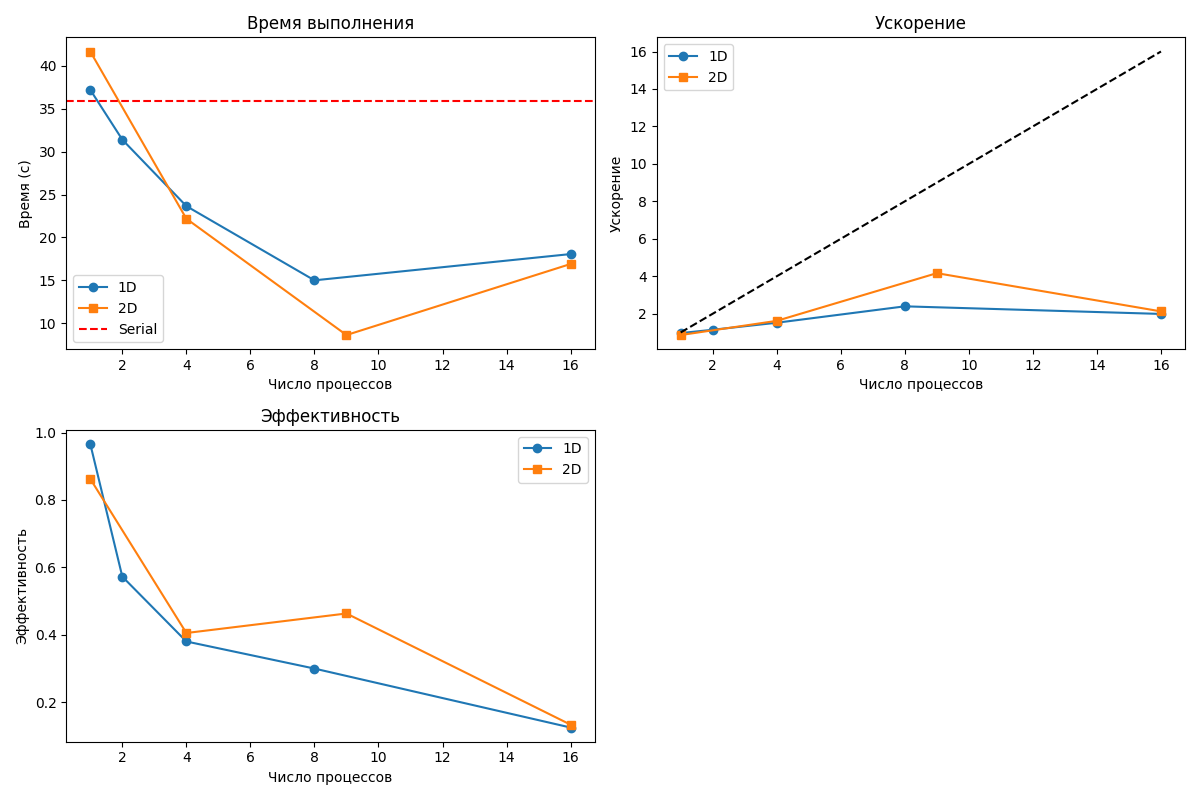 Время выполнения
Время (с)
40
35
30
25
20
15
10
1D
2D
Serial
2 4 6 8 10 12 14 16
Число процессов
Ускорение
Ускорение
16
14
12
10
8
6
4
2
1D
2D
2 4 6 8 10 12 14 16
Число процессов
Эффективность
Эффективность
1.0
0.8
0.6
0.4
0.2
1D
2D
2 4 6 8 10 12 14 16
Число процессов